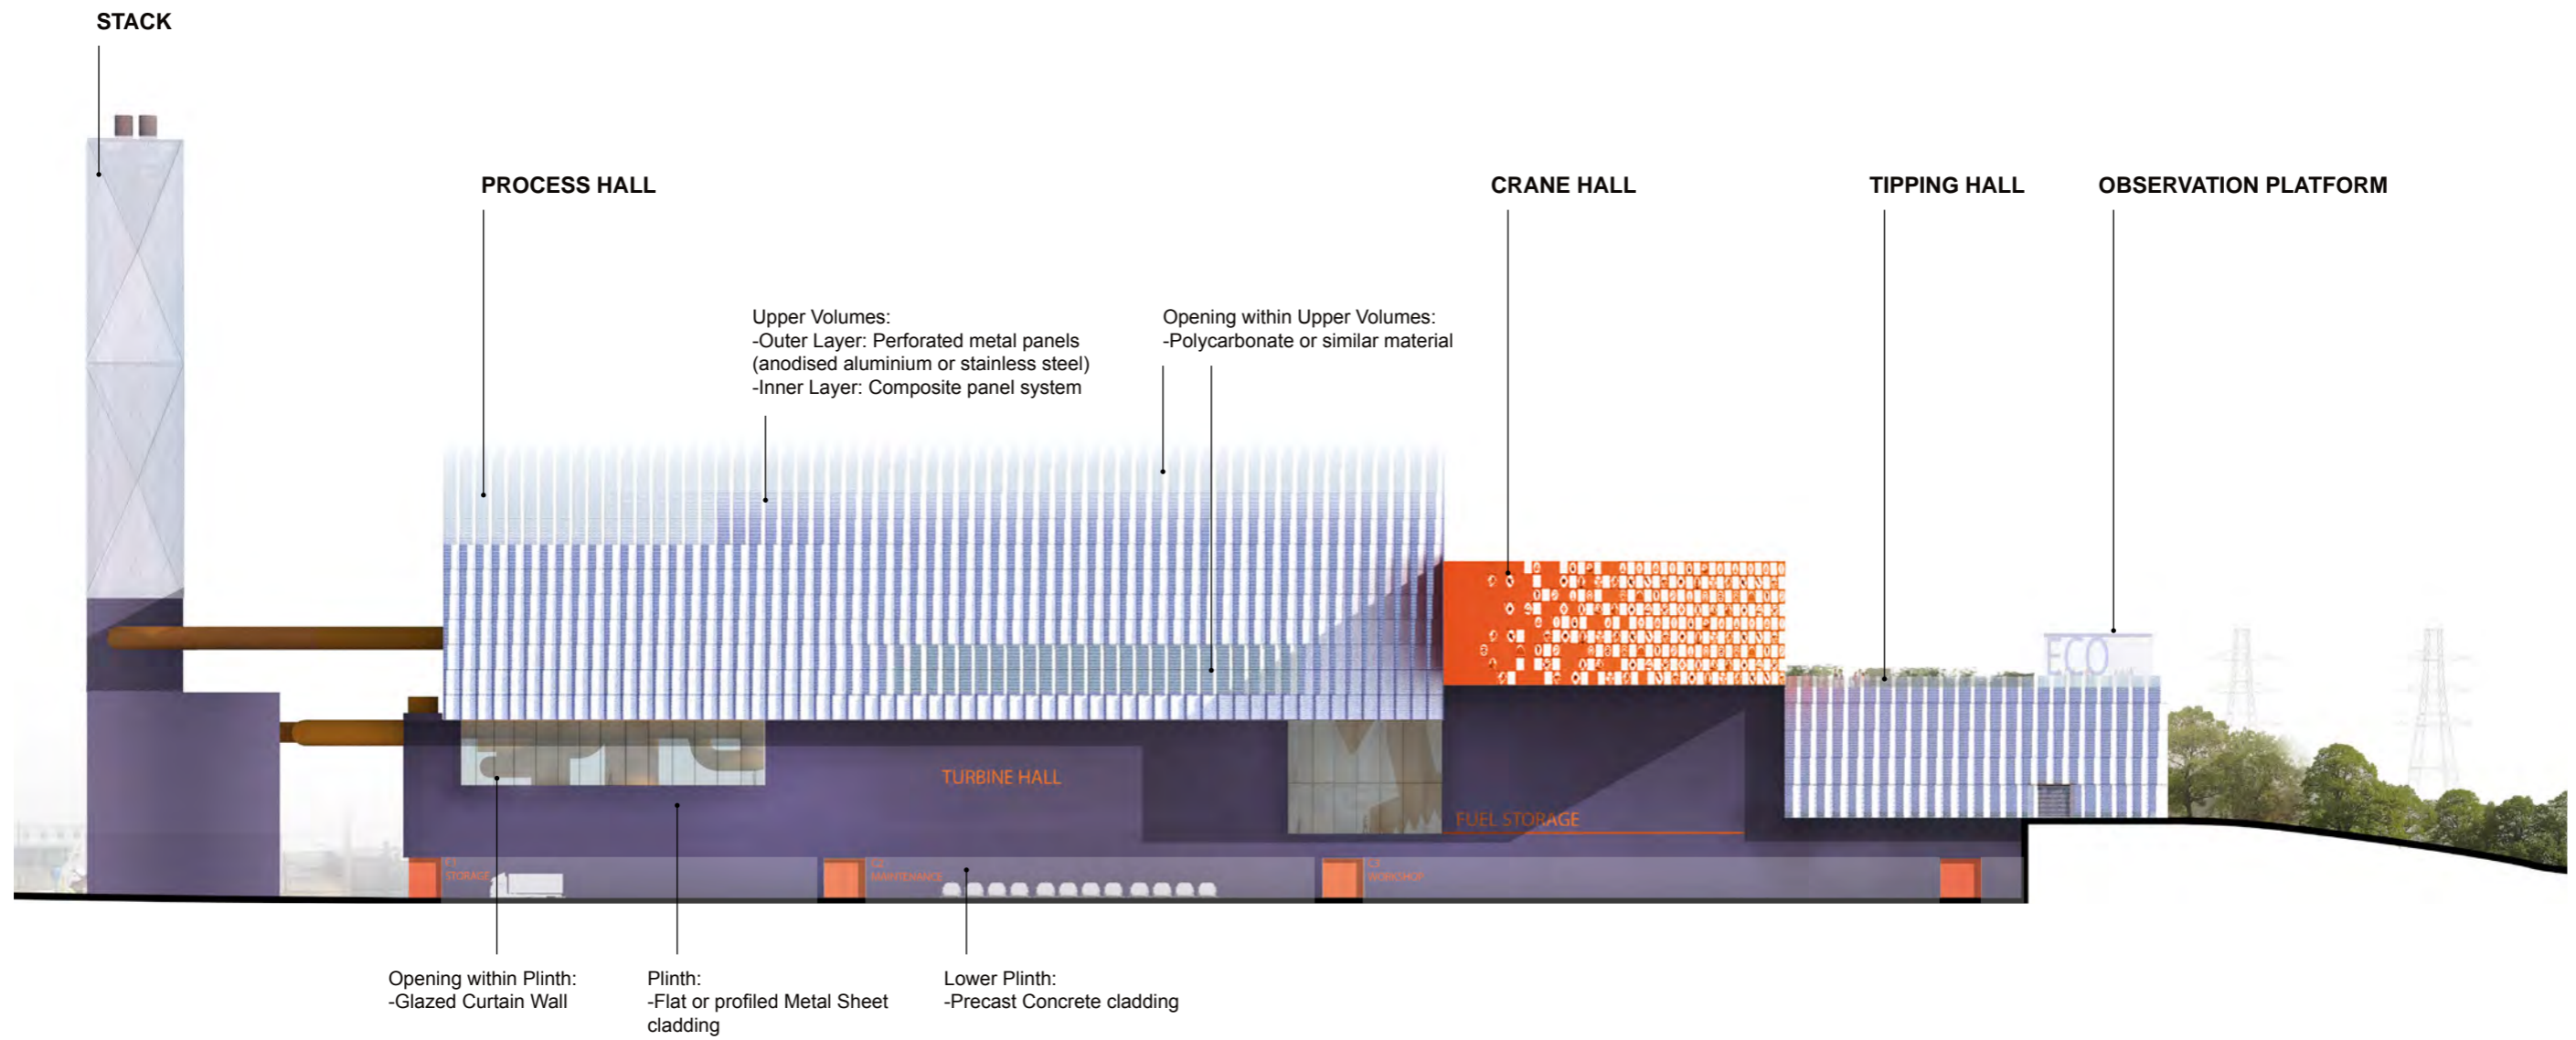 STACK
PROCESS HALL
CRANE HALL
TIPPING HALL
OBSERVATION PLATFORM
Upper Volumes:
-Outer Layer: Perforated metal panels
(anodised aluminium or stainless steel)
-Inner Layer: Composite panel system
Opening within Upper Volumes:
-Polycarbonate or similar material
ECO
TURBINE HALL
FUEL STORAGE
STORAGE
MAINTENANCE
WORKSHOP
Opening within Plinth:
-Glazed Curtain Wall
Plinth:
-Flat or profiled Metal Sheet
cladding
Lower Plinth:
-Precast Concrete cladding